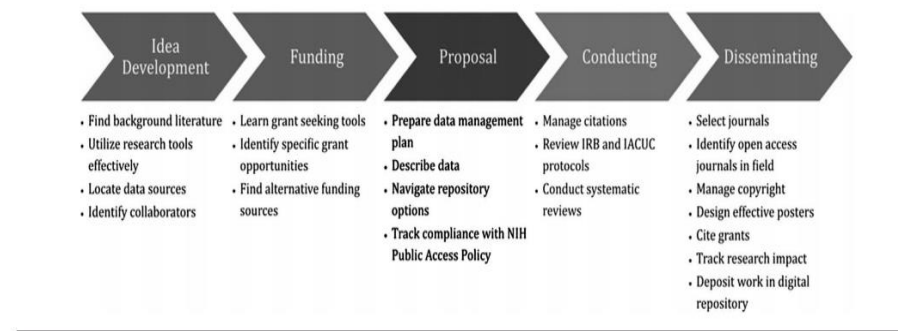 Idea
Development
Funding
Proposal
Conducting
Disseminating
• Find background literature
• Utilize research tools
effectively
• Locate data sources
• Identify collaborators
• Learn grant seeking tools
• Identify specific grant
opportunities
• Find alternative funding
sources
• Prepare data management
plan
• Describe data
• Navigate repository
options
• Track compliance with NIH
Public Access Policy
• Manage citations
• Review IRB and IACUC
protocols
• Conduct systematic
reviews
• Select journals
• Identify open access
journals in field
• Manage copyright
• Design effective posters
• Cite grants
• Track research impact
• Deposit work in digital
repository